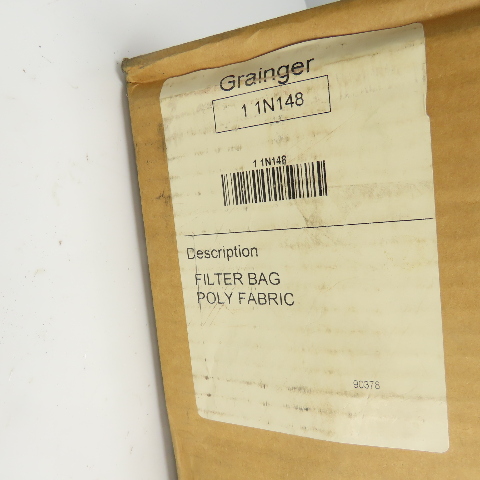 Grainger
1 1N148
1 1N148
Description
FILTER BAG
POLY FABRIC
90378